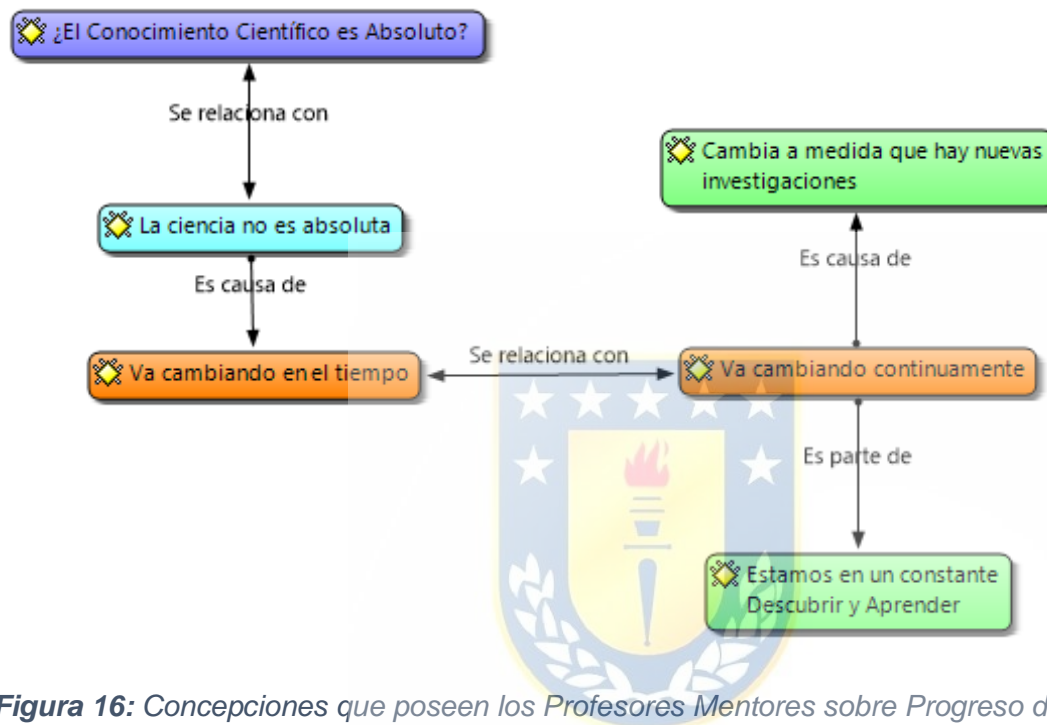 ¿El Conocimiento Científico es Absoluto?
Se relaciona con
La ciencia no es absoluta
Es causa de
Va cambiando en el tiempo
Se relaciona con
Va cambiando continuamente
Es causa de
Cambia a medida que hay nuevas
investigaciones
Es parte de
Estamos en un constante
Descubrir y Aprender
Figura 16: Concepciones que poseen los Profesores Mentores sobre Progreso d